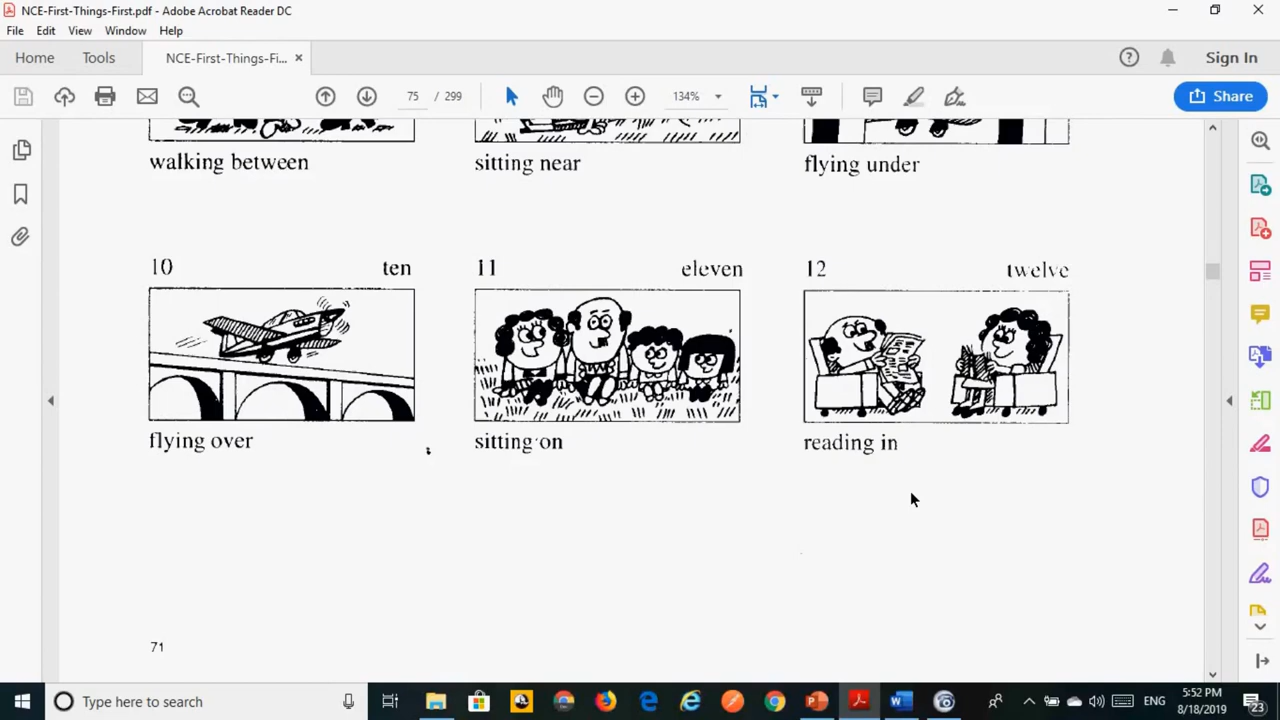 NCE-First-Things-First.pdf - Adobe Acrobat Reader DC
File Edit View Window Help
Home Tools NCE-First-Things-Fi... Sign In
75 / 299 134% Share
walking between sitting near flying under
10 ten 11 eleven 12 twelve
flying over sitting on reading in
71
Type here to search
ENG
5:52 PM
8/18/2019
23